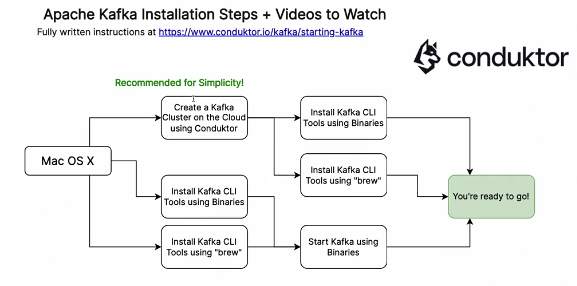 Apache Kafka Installation Steps + Videos to Watch
Fully written instructions at https://www.conduktor.io/kafka/starting-kafka
conduktor
Recommended for Simplicity!
Mac OS X
Create a Kafka
Cluster on the Cloud
using Conduktor
Install Kafka CLI
Tools using Binaries
Install Kafka CLI
Tools using "brew"
Install Kafka CLI
Tools using Binaries
Install Kafka CLI
Tools using "brew"
Start Kafka using
Binaries
You're ready to go!